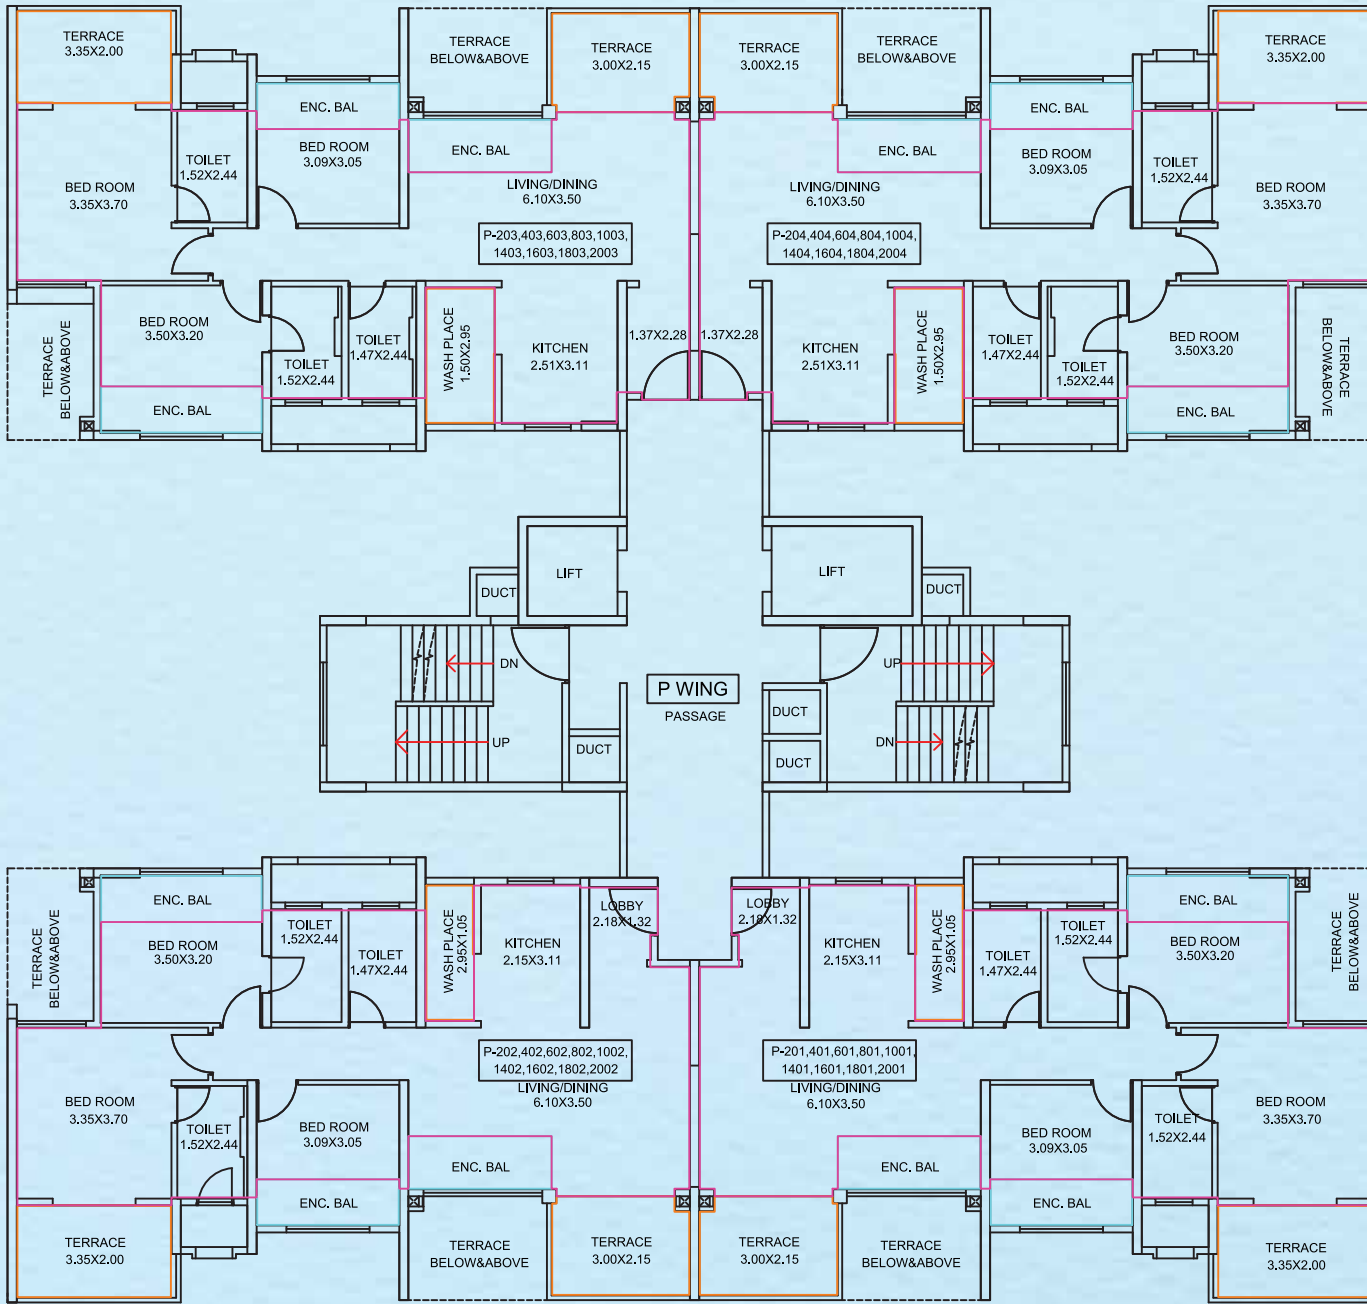 TERRACE
3.35X2.00
TERRACE
BELOW&ABOVE
TERRACE
3.00X2.15
TERRACE
3.00X2.15
TERRACE
BELOW&ABOVE
TERRACE
3.35X2.00
ENC. BAL
ENC. BAL
BED ROOM
3.09X3.05
ENC. BAL
ENC. BAL
BED ROOM
3.09X3.05
TOILET
1.52X2.44
TOILET
1.52X2.44
BED ROOM
3.35X3.70
LIVING/DINING
6.10X3.50
LIVING/DINING
6.10X3.50
BED ROOM
3.35X3.70
P-203,403,603,803,1003,
1403,1603,1803,2003
P-204,404,604,804,1004,
1404,1604,1804,2004
TERRACE
BELOW&ABOVE
BED ROOM
3.50X3.20
TOILET
1.52X2.44
TOILET
1.47X2.44
WASH PLACE
1.50X2.95
KITCHEN
2.51X3.11
1.37X2.28
1.37X2.28
KITCHEN
2.51X3.11
WASH PLACE
1.50X2.95
TOILET
1.47X2.44
TOILET
1.52X2.44
BED ROOM
3.50X3.20
TERRACE
BELOW&ABOVE
ENC. BAL
ENC. BAL
LIFT
LIFT
DUCT
DUCT
DN
UP
P WING
PASSAGE
DUCT
UP
DN
DUCT
DUCT
TERRACE
BELOW&ABOVE
ENC. BAL
BED ROOM
3.50X3.20
TOILET
1.52X2.44
TOILET
1.47X2.44
WASH PLACE
2.95X1.05
KITCHEN
2.15X3.11
LOBBY
2.18X1.32
LOBBY
2.18X1.32
KITCHEN
2.15X3.11
WASH PLACE
2.95X1.05
TOILET
1.47X2.44
TOILET
1.52X2.44
ENC. BAL
BED ROOM
3.50X3.20
TERRACE
BELOW&ABOVE
P-202,402,602,802,1002,
1402,1602,1802,2002
LIVING/DINING
6.10X3.50
P-201,401,601,801,1001,
1401,1601,1801,2001
LIVING/DINING
6.10X3.50
BED ROOM
3.35X3.70
TOILET
1.52X2.44
BED ROOM
3.09X3.05
BED ROOM
3.09X3.05
TOILET
1.52X2.44
BED ROOM
3.35X3.70
ENC. BAL
ENC. BAL
ENC. BAL
ENC. BAL
TERRACE
3.35X2.00
TERRACE
BELOW&ABOVE
TERRACE
3.00X2.15
TERRACE
3.00X2.15
TERRACE
BELOW&ABOVE
TERRACE
3.35X2.00